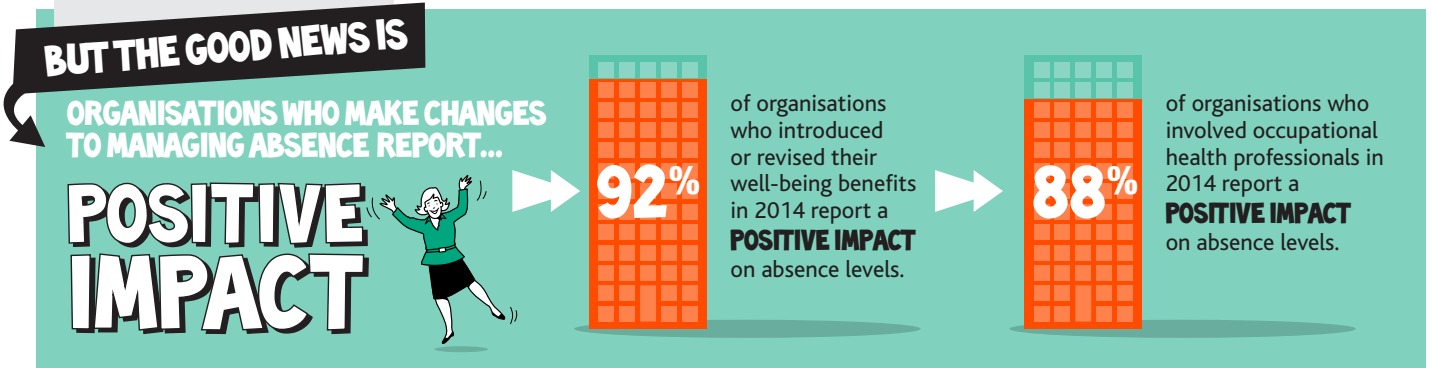 BUT THE GOOD NEWS IS
ORGANISATIONS WHO MAKE CHANGES
TO MANAGING ABSENCE REPORT...
POSITIVE
IMPACT
92%
of organisations
who introduced
or revised their
well-being benefits
in 2014 report a
POSITIVE IMPACT
on absence levels.
88%
of organisations who
involved occupational
health professionals in
2014 report a
POSITIVE IMPACT
on absence levels.